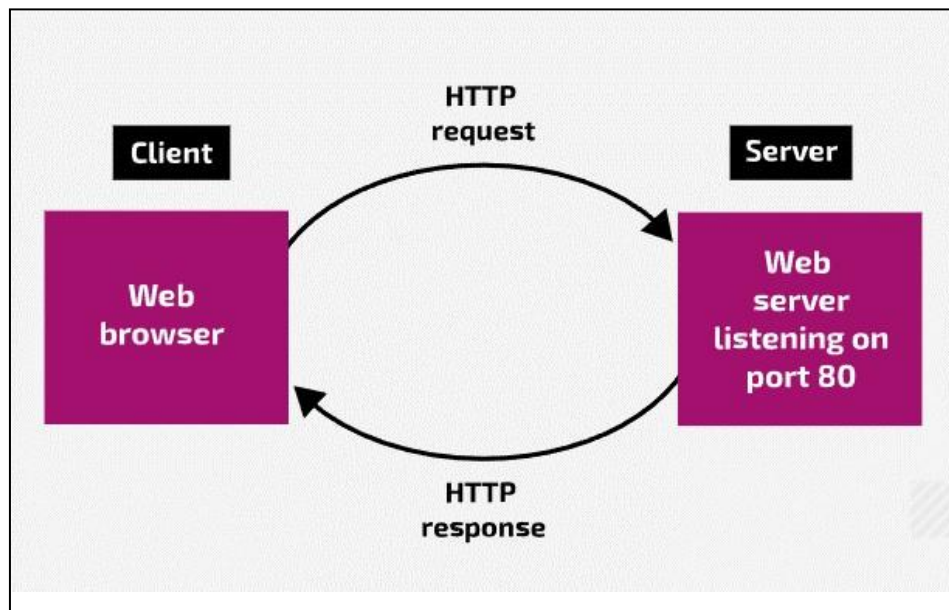 HTTP
request
Client
Server
Web
browser
Web
server
listening on
port 80
HTTP
response